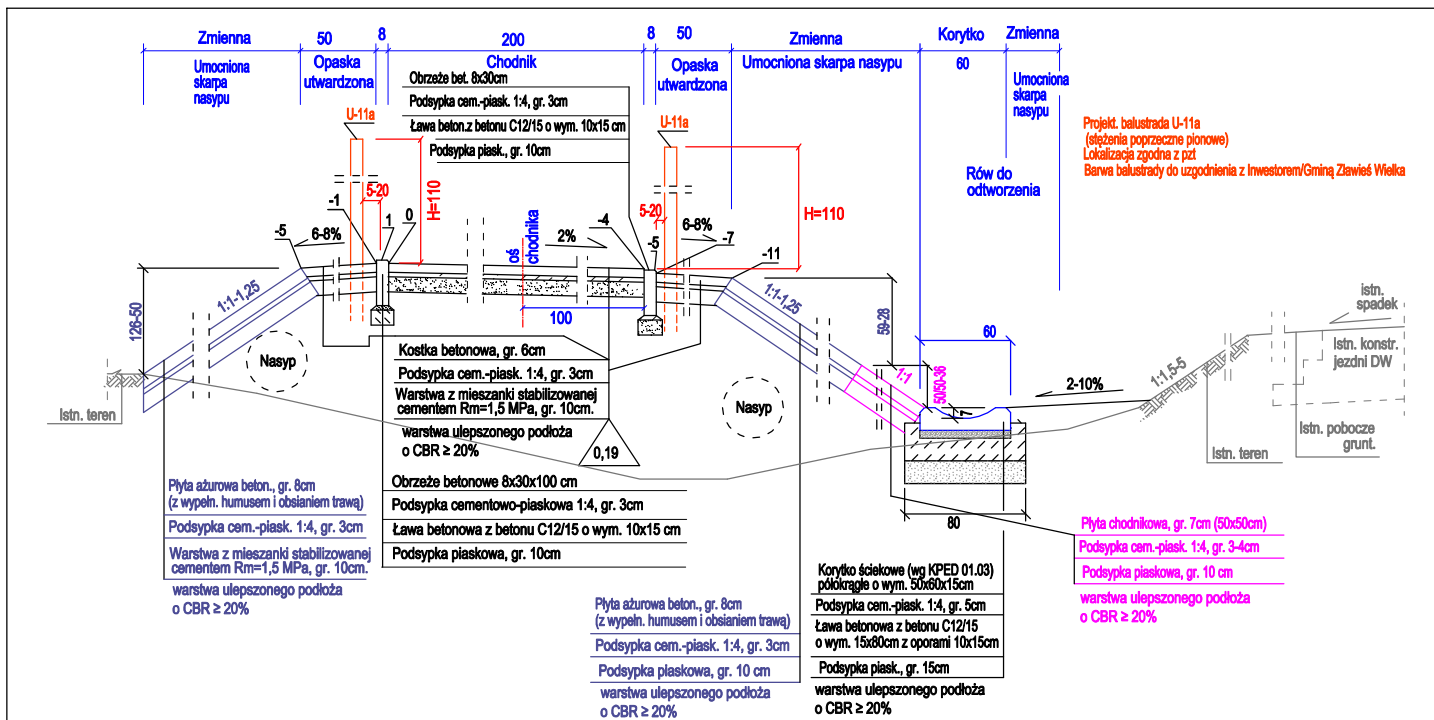 Zmienna
50
8
200
8
50
Zmienna
Korytko
Zmienna
Umocniona
skarpa
nasypu
Opaska
utwardzona
Chodnik
Opaska
utwardzona
Umocniona skarpa nasypu
60
Umocniona
skarpa
nasypu
Obrzeże bet. 8x30cm
Podsypka cem.-piask. 1:4, gr. 3cm
Ława beton.z betonu C12/15 o wym. 10x15 cm
Podsypka piask., gr. 10cm
U-11a
U-11a
Projekt. balustrada U-11a
(stężenia poprzeczne pionowe)
Lokalizacja zgodna z pzt
Barwa balustrady do uzgodnienia z Inwestorem/Gminą Zławieś Wielka
Rów do
odtworzenia
5-20
H=110
5-20
H=110
-1
1
0
-5
6-8%
oś
chodnika
2%
-4
-5
6-8%
-7
-11
126-50
1:1-1,25
100
1:1-1,25
59-28
1:1
50/50-36
60
7
2-10%
1:1,5-5
istn.
spadek
Istn. konstr.
jezdni DW
Istn. pobocze
grunt.
Istn. teren
Istn. teren
Nasyp
Nasyp
Kostka betonowa, gr. 6cm
Podsypka cem.-piask. 1:4, gr. 3cm
Warstwa z mieszanki stabilizowanej
cementem Rm=1,5 MPa, gr. 10cm.
warstwa ulepszonego podłoża
o CBR ≥ 20%
0,19
Obrzeże betonowe 8x30x100 cm
Podsypka cementowo-piaskowa 1:4, gr. 3cm
Ława betonowa z betonu C12/15 o wym. 10x15 cm
Podsypka piaskowa, gr. 10cm
Płyta ażurowa beton., gr. 8cm
(z wypełn. humusem i obsianiem trawą)
Podsypka cem.-piask. 1:4, gr. 3cm
Warstwa z mieszanki stabilizowanej
cementem Rm=1,5 MPa, gr. 10cm.
warstwa ulepszonego podłoża
o CBR ≥ 20%
Płyta ażurowa beton., gr. 8cm
(z wypełn. humusem i obsianiem trawą)
Podsypka cem.-piask. 1:4, gr. 3cm
Podsypka piaskowa, gr. 10 cm
warstwa ulepszonego podłoża
o CBR ≥ 20%
80
Korytko ściekowe (wg KPED 01.03)
półokrągłe o wym. 50x60x15cm
Podsypka cem.-piask. 1:4, gr. 5cm
Ława betonowa z betonu C12/15
o wym. 15x80cm z oporami 10x15cm
Podsypka piask., gr. 15cm
warstwa ulepszonego podłoża
o CBR ≥ 20%
Płyta chodnikowa, gr. 7cm (50x50cm)
Podsypka cem.-piask. 1:4, gr. 3-4cm
Podsypka piaskowa, gr. 10 cm
warstwa ulepszonego podłoża
o CBR ≥ 20%